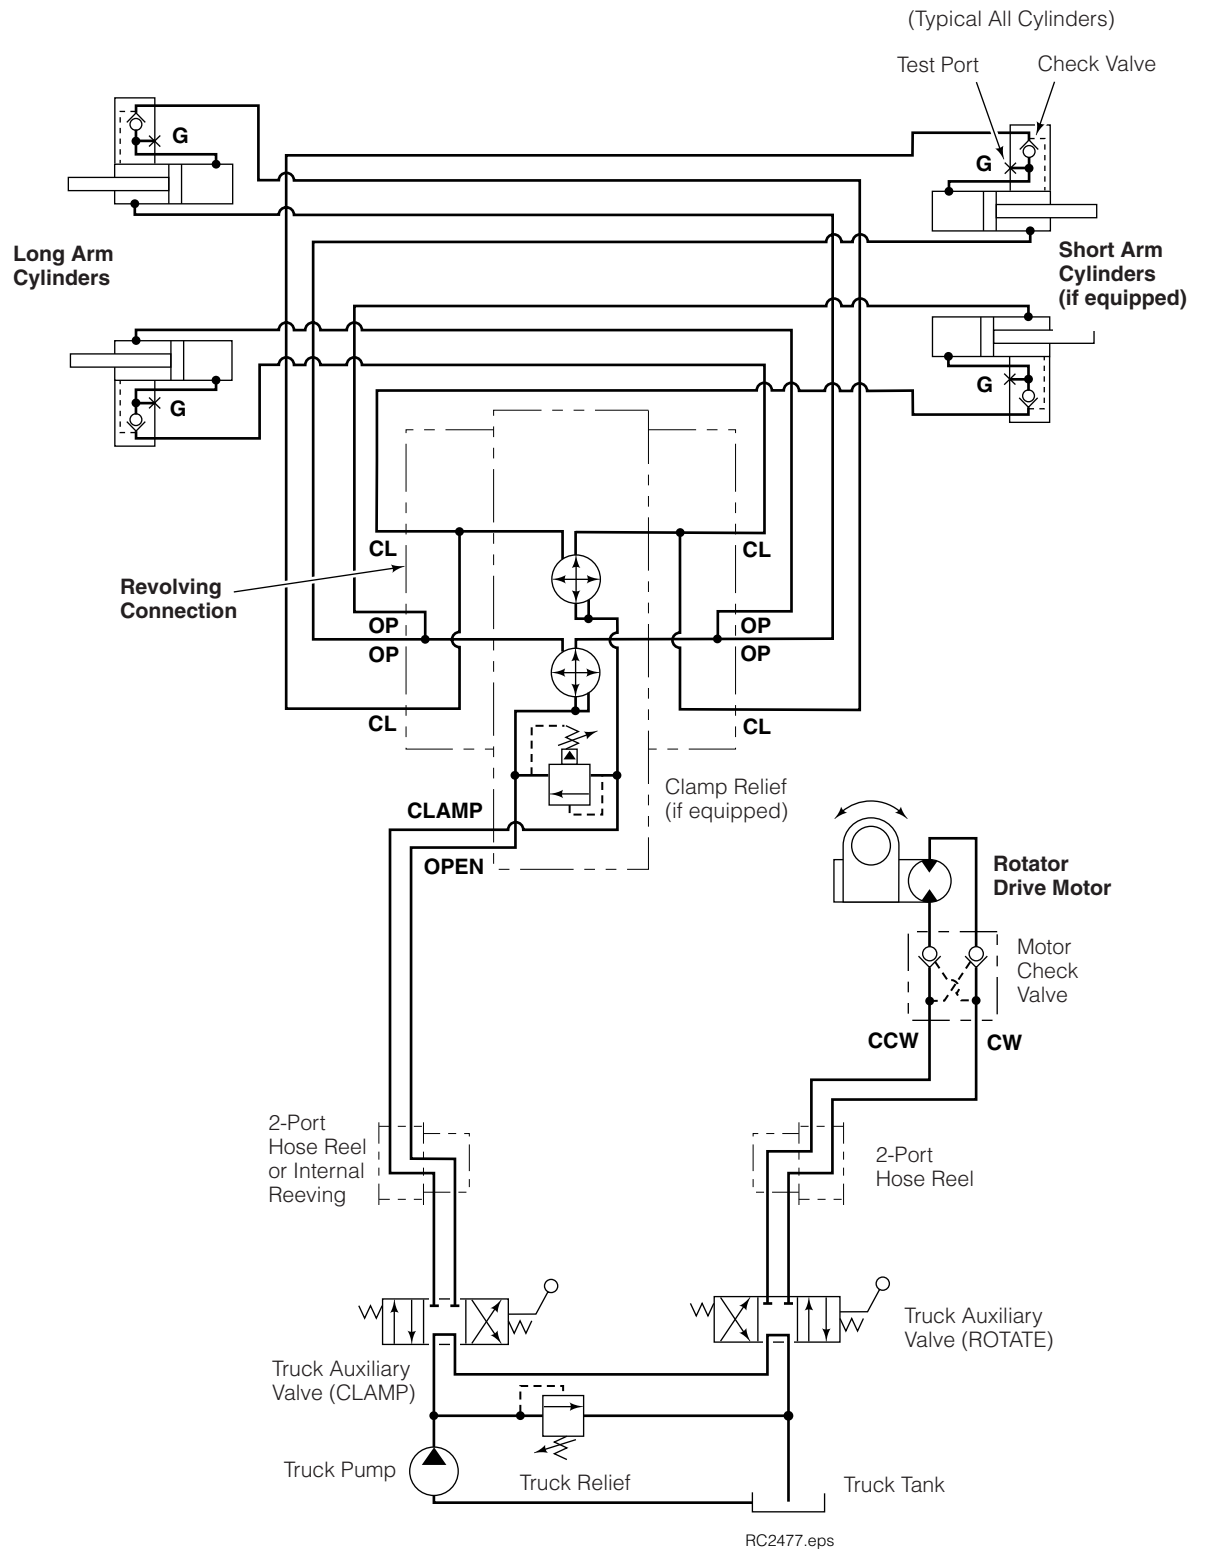 (Typical All Cylinders)
Test Port
Check Valve
G
G
Long Arm
Cylinders
Short Arm
Cylinders
(if equipped)
G
G
CL
CL
Revolving
Connection
OP
OP
OP
OP
CL
CL
Clamp Relief
(if equipped)
CLAMP
OPEN
Rotator
Drive Motor
Motor
Check
Valve
CCW
CW
2-Port
Hose Reel
or Internal
Reeving
2-Port
Hose Reel
Truck Auxiliary
Valve (ROTATE)
Truck Auxiliary
Valve (CLAMP)
Truck Pump
Truck Relief
Truck Tank
RC2477.eps